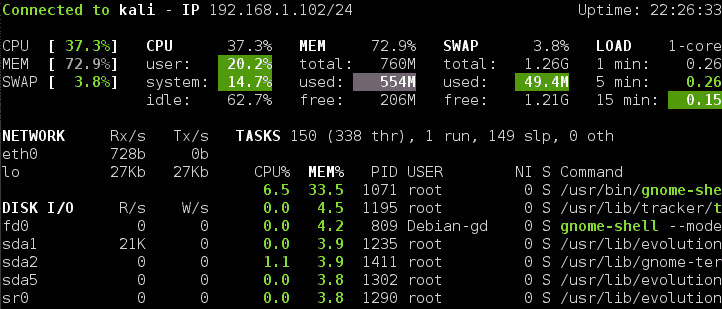 Connected to kali - IP 192.168.1.102/24 Uptime: 22:26:33
CPU [ 37.3%] CPU 37.3% MEM 72.9% SWAP 3.8% LOAD 1-core
MEM [ 72.9%] user: 20.2% total: 760M total: 1.26G 1 min: 0.26
SWAP [ 3.8%] system: 14.7% used: 554M used: 49.4M 5 min: 0.26
idle: 62.7% free: 206M free: 1.21G 15 min: 0.15
NETWORK Rx/s Tx/s TASKS 150 (338 thr), 1 run, 149 slp, 0 oth
eth0 728b 0b
lo 27Kb 27Kb CPU% MEM% PID USER NI S Command
6.5 33.5 1071 root 0 S /usr/bin/gnome-she
DISK I/O R/s W/s 0.0 4.5 1195 root 0 S /usr/lib/tracker/t
fd0 0 0 0.0 4.2 809 Debian-gd 0 S gnome-shell --mode
sda1 21K 0 0.0 3.9 1235 root 0 S /usr/lib/evolution
sda2 0 0 1.1 3.9 1411 root 0 S /usr/lib/gnome-ter
sda5 0 0 0.0 3.8 1302 root 0 S /usr/lib/evolution
sr0 0 0 0.0 3.8 1290 root 0 S /usr/lib/evolution